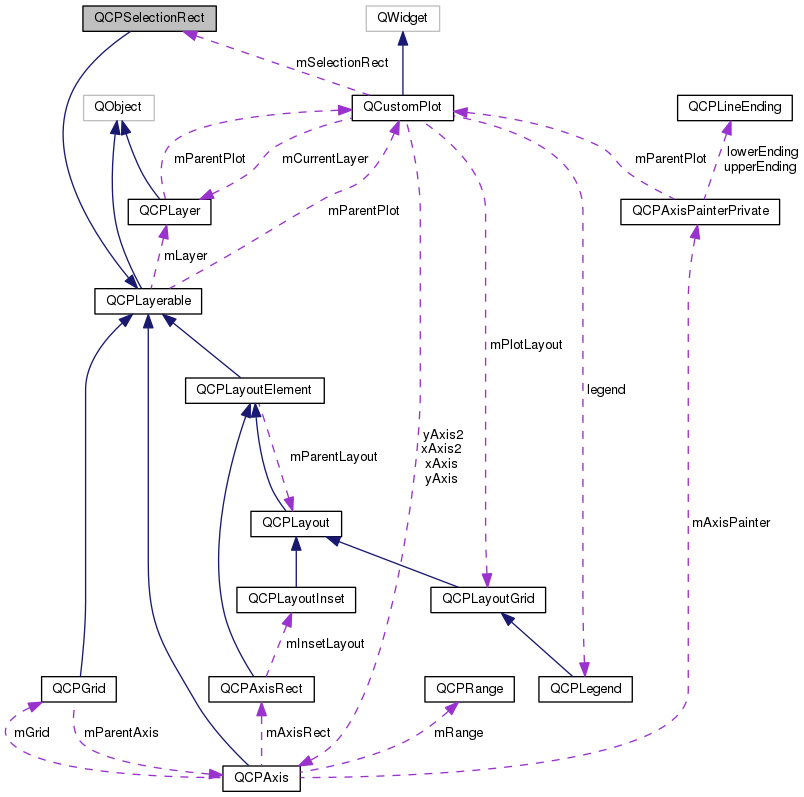 QCPSelectionRect
QWidget
mSelectionRect
QObject
QCustomPlot
QCPLineEnding
mParentPlot
mCurrentLayer
mParentPlot
lowerEnding
upperEnding
QCPLayer
mParentPlot
QCPAxisPainterPrivate
mLayer
QCPLayerable
mPlotLayout
QCPLayoutElement
legend
yAxis2
xAxis2
xAxis
yAxis
mParentLayout
QCPLayout
mAxisPainter
QCPLayoutInset
QCPLayoutGrid
mInsetLayout
QCPGrid
QCPAxisRect
QCPRange
QCPLegend
mGrid
mParentAxis
mAxisRect
mRange
QCPAxis